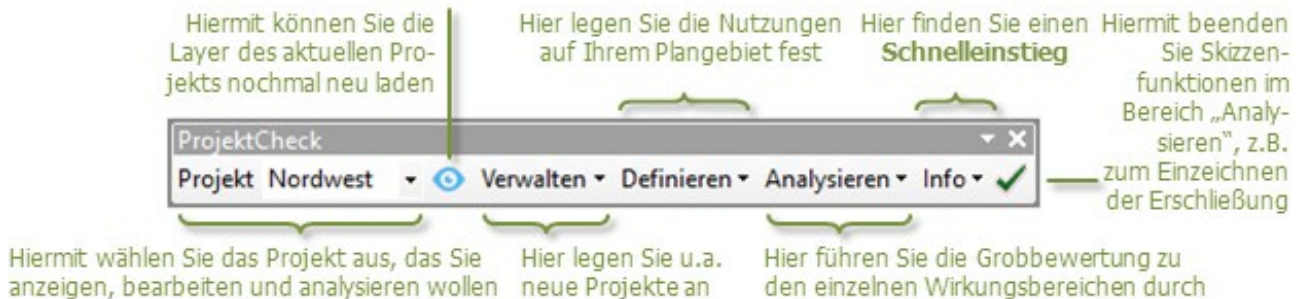 Hiermit können Sie die
Layer des aktuellen Pro-
jekts nochmal neu laden
Hier legen Sie die Nutzungen
auf Ihrem Plangebiet fest
Hier finden Sie einen
Schnelleinstieg
Hiermit beenden
Sie Skizzen-
funktionen im
Bereich „Analy-
sieren“, z.B.
zum Einzeichnen
der Erschließung
ProjektCheck
Projekt Nordwest Verwalten Definieren Analysieren Info
Hiermit wählen Sie das Projekt aus, das Sie
anzeigen, bearbeiten und analysieren wollen
Hier legen Sie u.a.
neue Projekte an
Hier führen Sie die Grobbewertung zu
den einzelnen Wirkungsbereichen durch